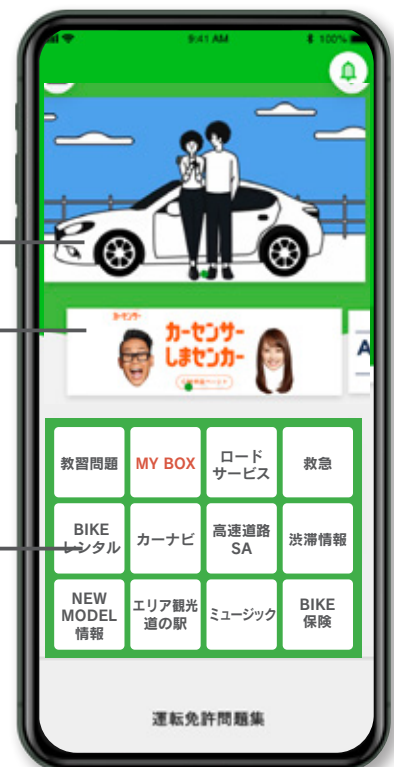 9:41 AM
100%
カーセンサー
カーセンサー
しまセンカー
A
教習問題
MY BOX
ロード
サービス
救急
BIKE
レンタル
カーナビ
高速道路
SA
渋滞情報
NEW
MODEL
情報
エリア観光
道の駅
ミュージック
BIKE
保険
運転免許問題集